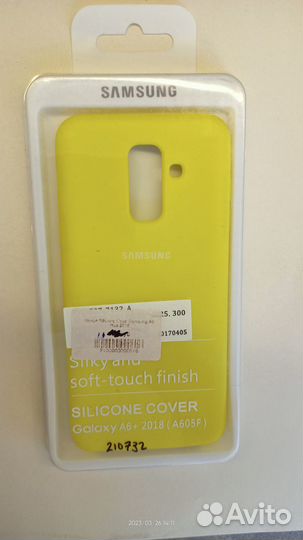 SAMSUNG
SAMSUNG
25.300
0170405
Silky and
soft-touch finish
SILICONE COVER
Galaxy A6+ 2018 ( A605F )
210732
2023/03/26 14:11
Avito